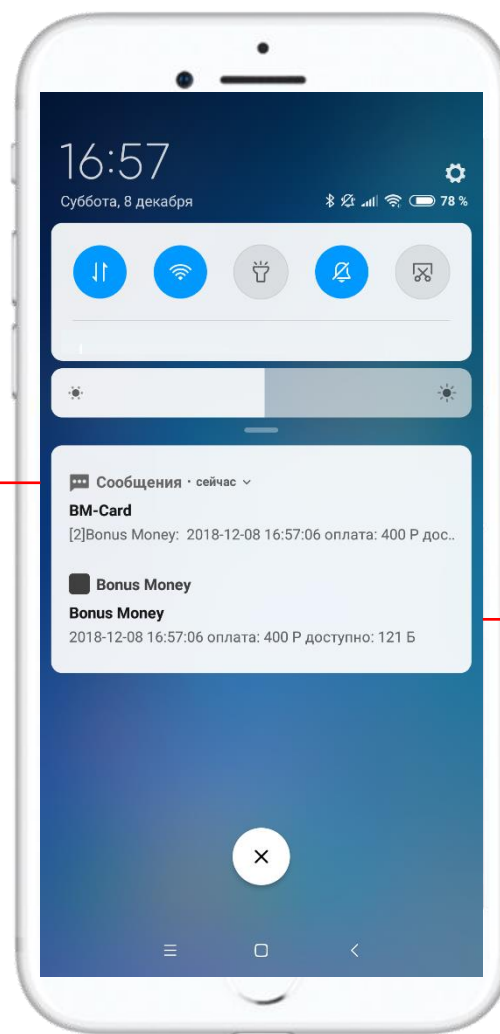 16:57
Суббота, 8 декабря
78 %
Сообщения · сейчас
BM-Card
[2]Bonus Money: 2018-12-08 16:57:06 оплата: 400 Р дос..
Bonus Money
Bonus Money
2018-12-08 16:57:06 оплата: 400 Р доступно: 121 Б